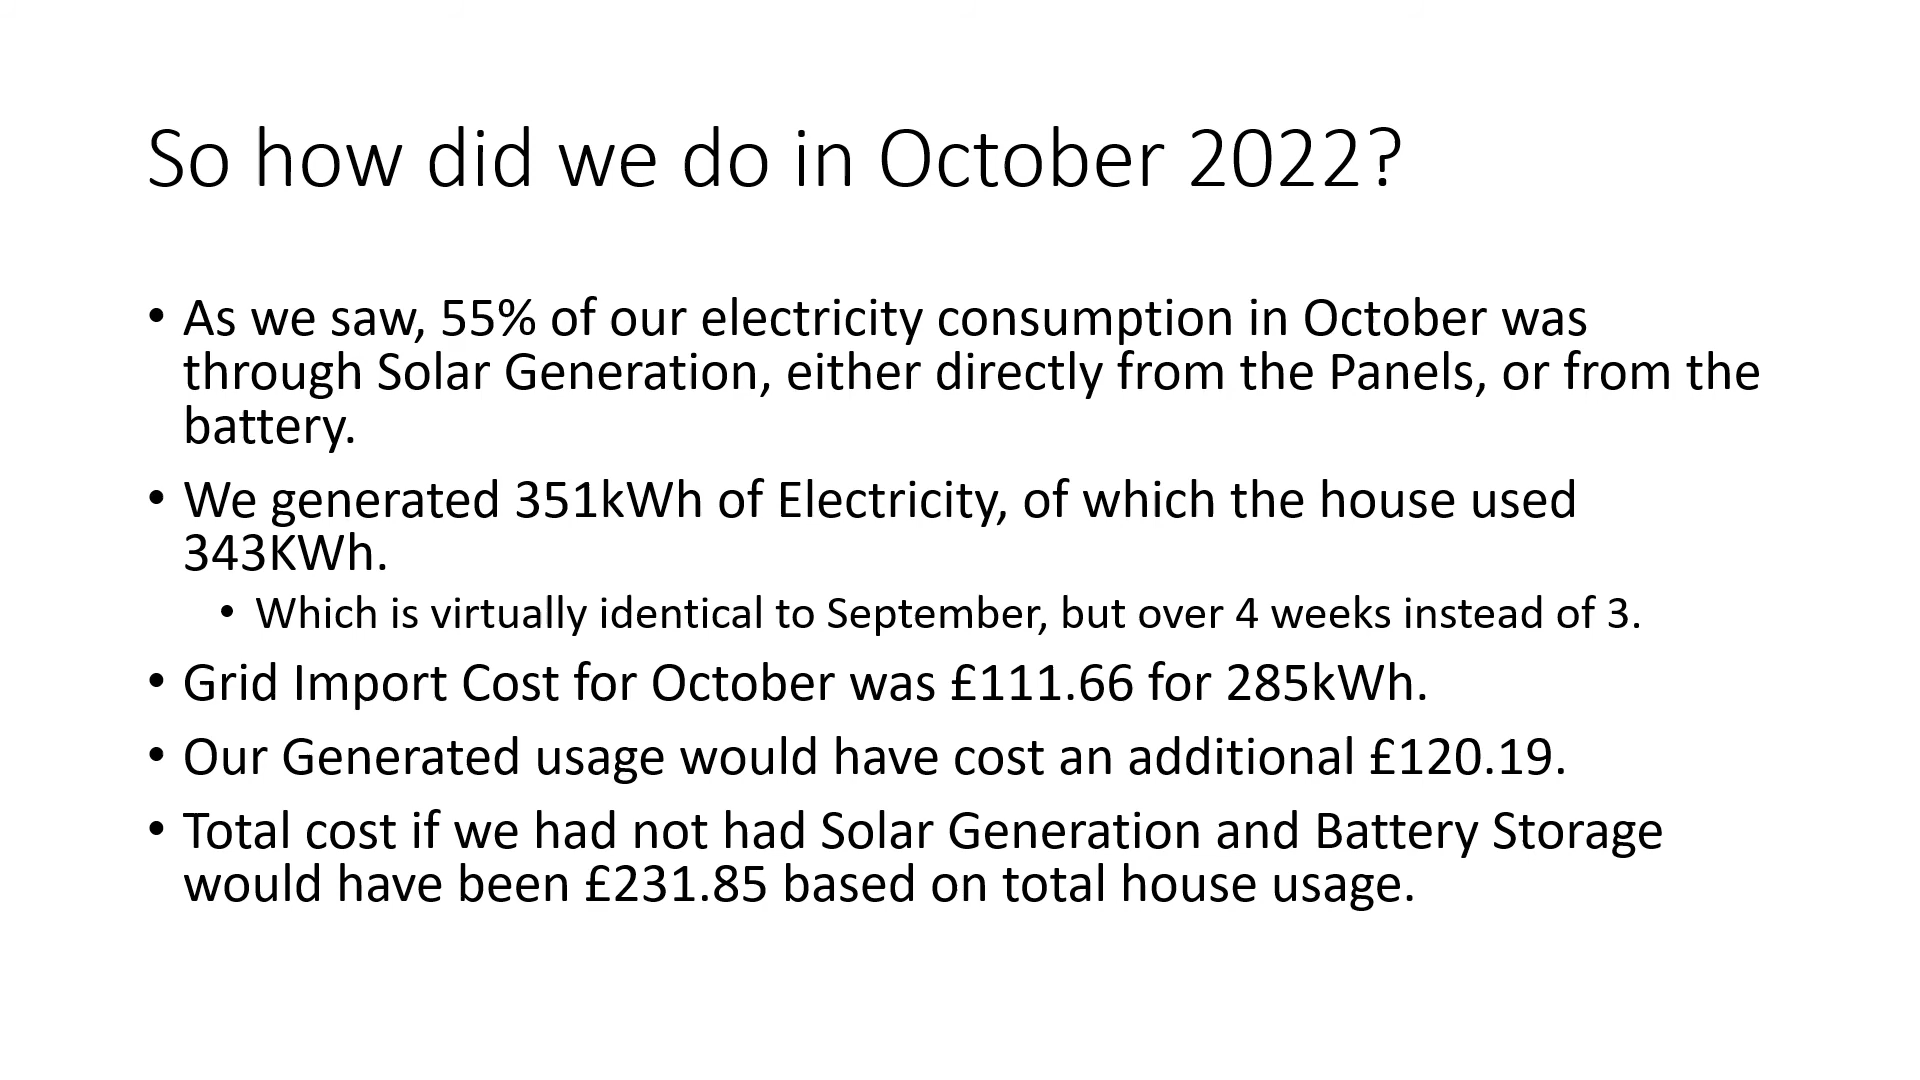 So how did we do in October 2022?
• As we saw, 55% of our electricity consumption in October was
through Solar Generation, either directly from the Panels, or from the
battery.
• We generated 351kWh of Electricity, of which the house used
343KWh.
• Which is virtually identical to September, but over 4 weeks instead of 3.
• Grid Import Cost for October was £111.66 for 285kWh.
• Our Generated usage would have cost an additional £120.19.
• Total cost if we had not had Solar Generation and Battery Storage
would have been £231.85 based on total house usage.